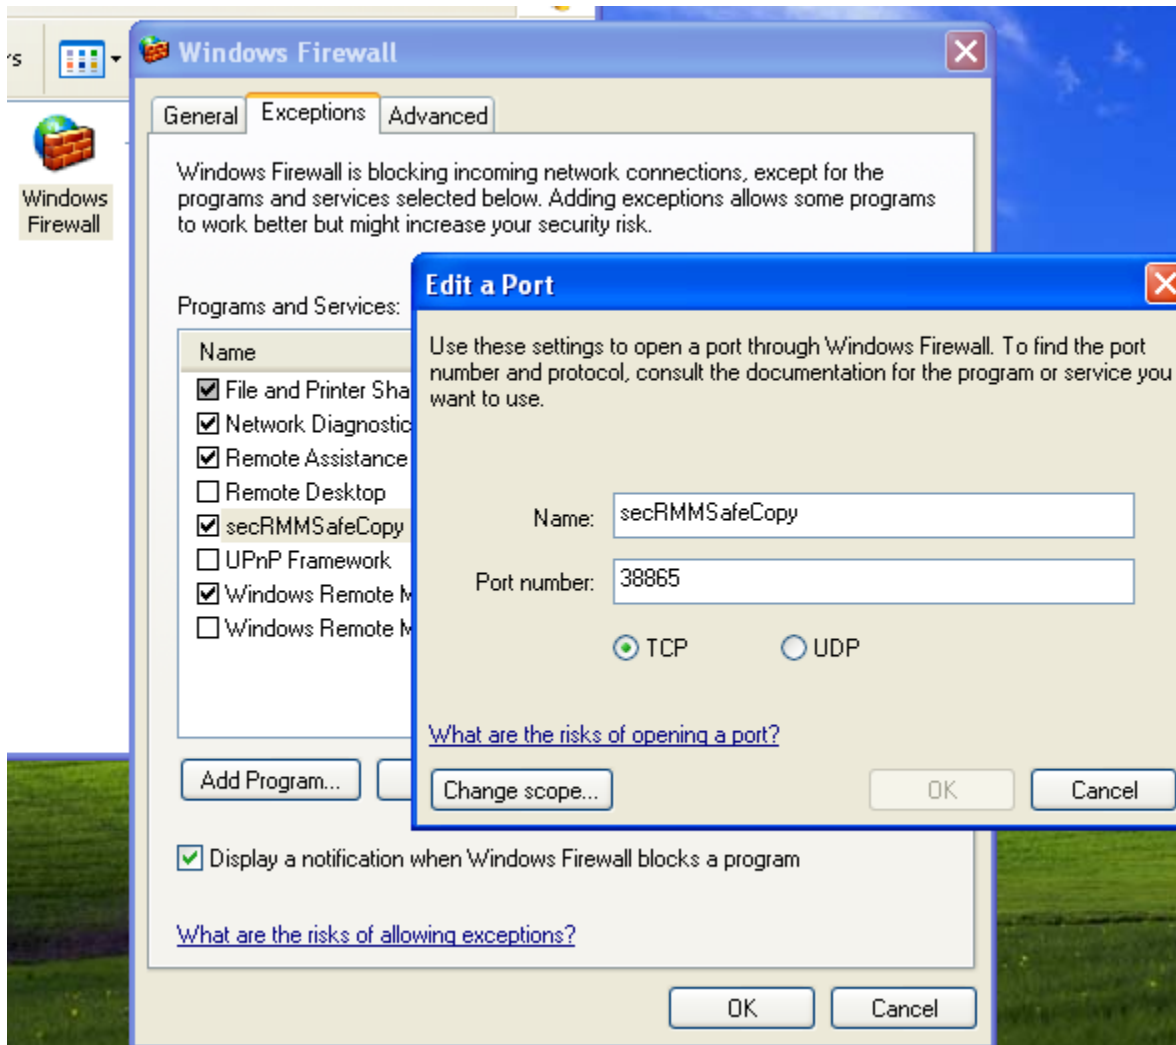 Windows Firewall
Windows
Firewall
General
Exceptions
Advanced
Windows Firewall is blocking incoming network connections, except for the
programs and services selected below. Adding exceptions allows some programs
to work better but might increase your security risk.
Programs and Services:
Name
File and Printer Sha
Network Diagnostic
Remote Assistance
Remote Desktop
secRMMSafeCopy
UPnP Framework
Windows Remote M
Windows Remote M
Add Program...
Display a notification when Windows Firewall blocks a program
What are the risks of allowing exceptions?
OK
Cancel
Edit a Port
Use these settings to open a port through Windows Firewall. To find the port
number and protocol, consult the documentation for the program or service you
want to use.
Name: secRMMSafeCopy
Port number: 38865
TCP
UDP
What are the risks of opening a port?
Change scope...
OK
Cancel